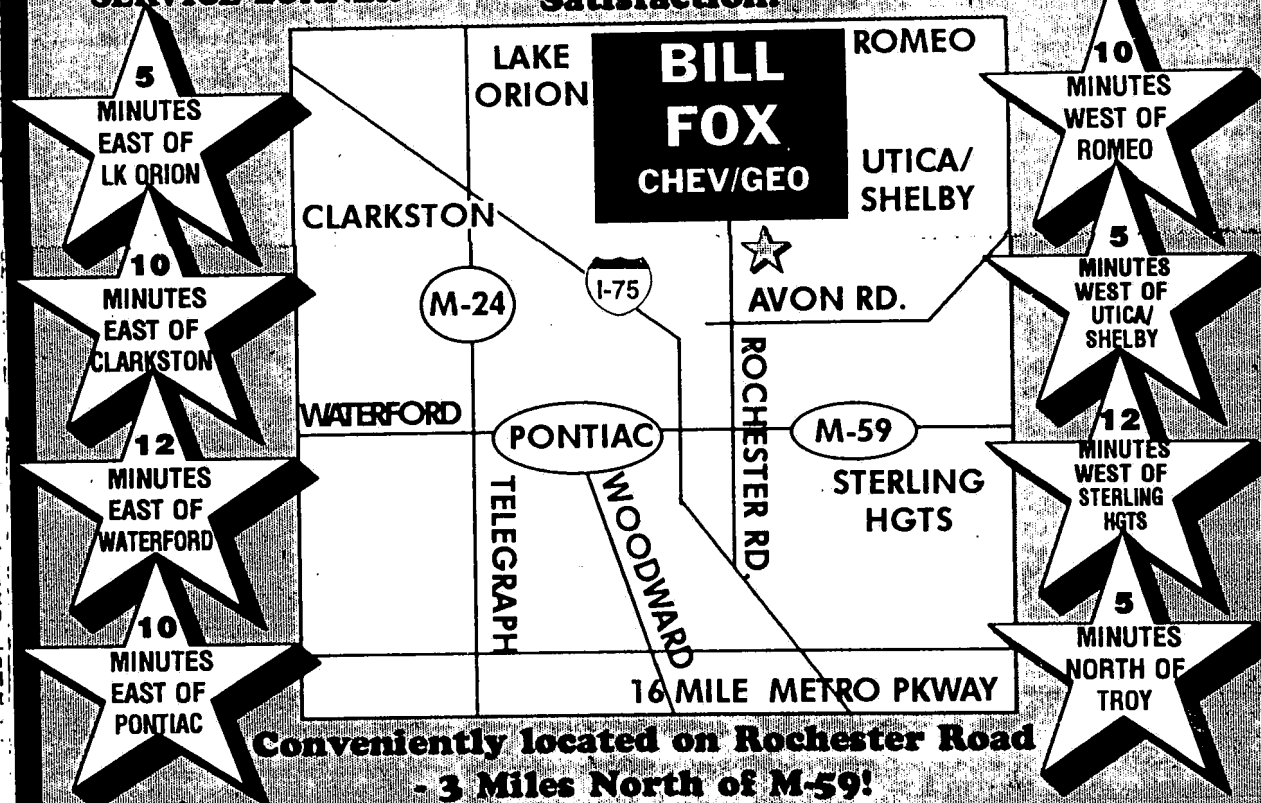 SERVICE
Satisfaction!
5
MINUTES
EAST OF
LK ORION
10
MINUTES
EAST OF
CLARKSTON
12
MINUTES
EAST OF
WATERFORD
10
MINUTES
EAST OF
PONTIAC
LAKE
ORION
BILL
FOX
CHEV/GEO
ROMEO
UTICA/
SHELBY
CLARKSTON
M-24
I-75
AVON RD.
WATERFORD
PONTIAC
M-59
ROCHESTER RD.
STERLING
HGTS
TELEGRAPH
WOODWARD
16 MILE METRO PKWAY
10
MINUTES
WEST OF
ROMEO
5
MINUTES
WEST OF
UTICA/
SHELBY
12
MINUTES
WEST OF
STERLING
HGTS
5
MINUTES
NORTH OF
TROY
Conveniently located on Rochester Road
- 3 Miles North of M-59!